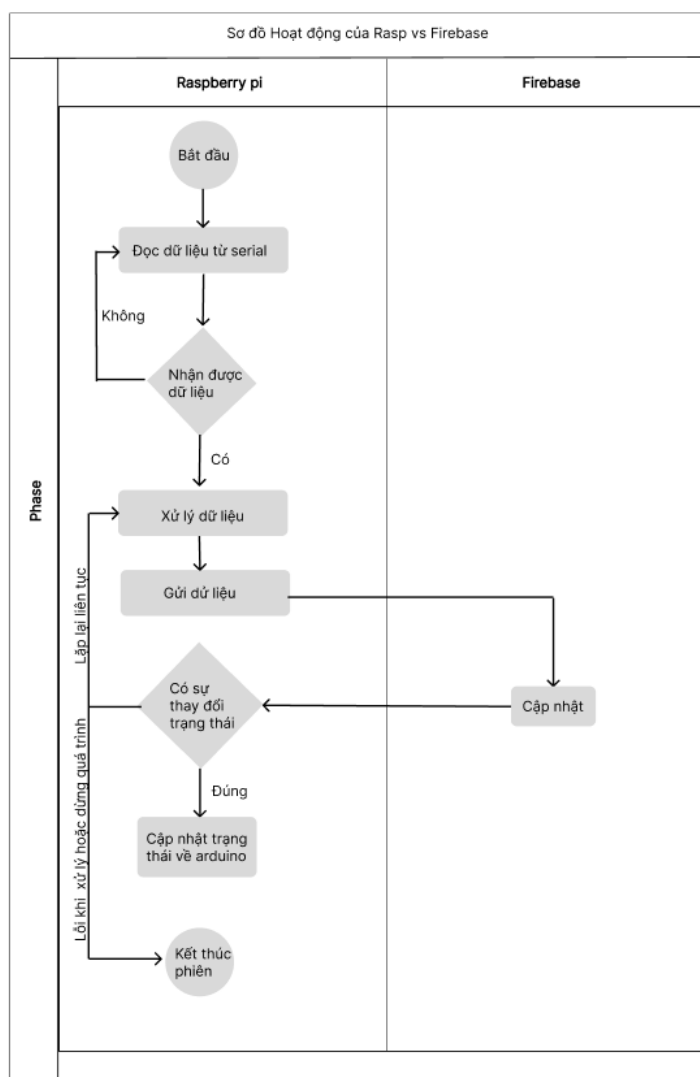 Sơ đồ Hoạt động của Rasp vs Firebase
Raspberry pi
Firebase
Phase
Bắt đầu
Đọc dữ liệu từ serial
Không
Nhận được
dữ liệu
Có
Xử lý dữ liệu
Gửi dử liệu
Lặp lại liên tục
Có sự
thay đổi
trạng thái
Cập nhật
Đúng
Cập nhật trạng
thái về arduino
Lỗi khi xử lý hoặc dừng quá trình
Kết thúc
phiên